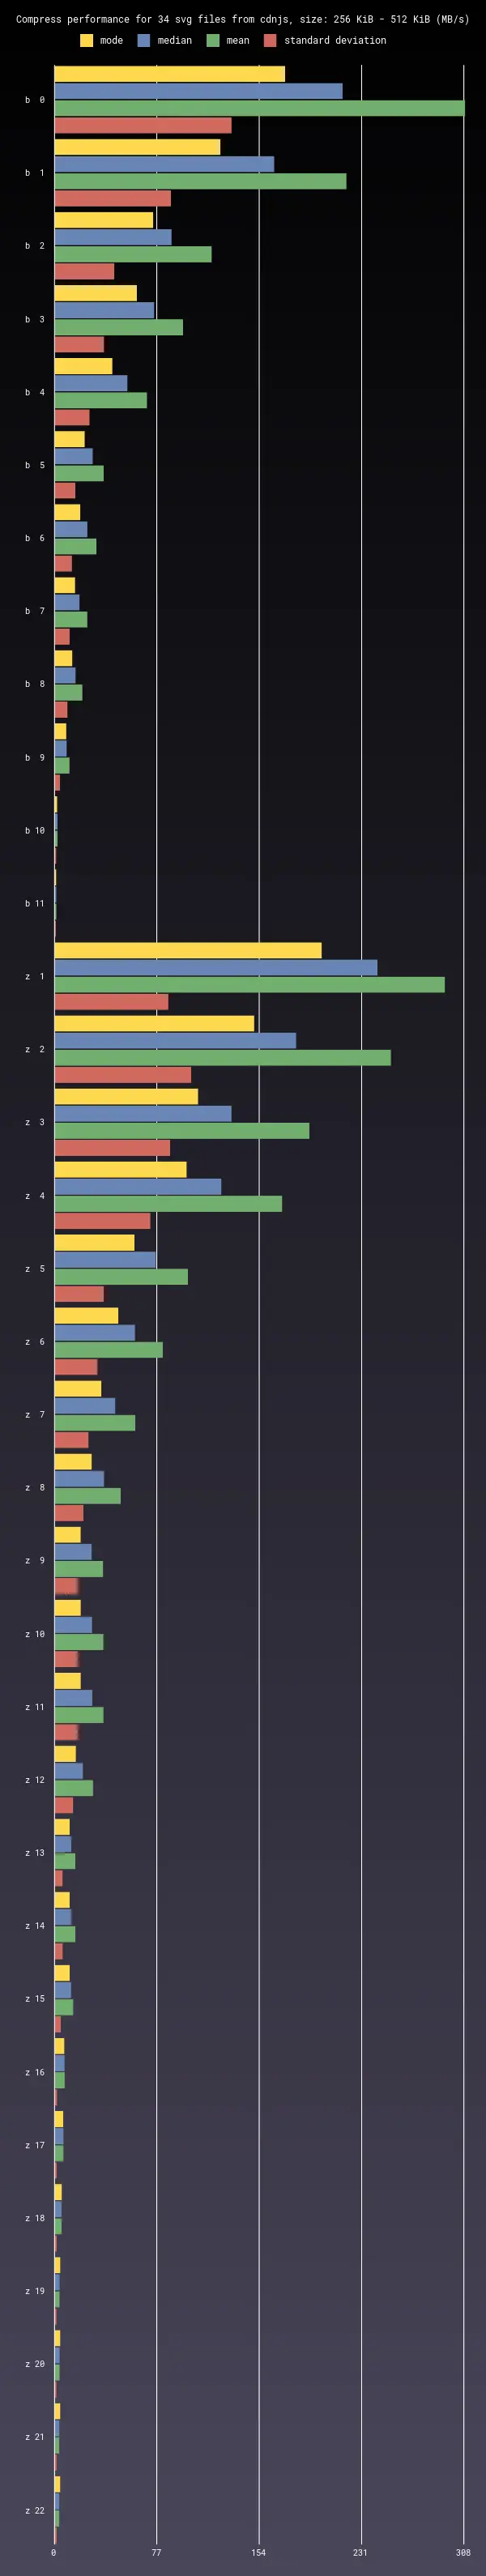 Compress performance for 34 svg files from cdnjs, size: 256 KiB - 512 KiB (MB/s)
mode median mean standard deviation
b 0
b 1
b 2
b 3
b 4
b 5
b 6
b 7
b 8
b 9
b 10
b 11
z 1
z 2
z 3
z 4
z 5
z 6
z 7
z 8
z 9
z 10
z 11
z 12
z 13
z 14
z 15
z 16
z 17
z 18
z 19
z 20
z 21
z 22
0 77 154 231 308